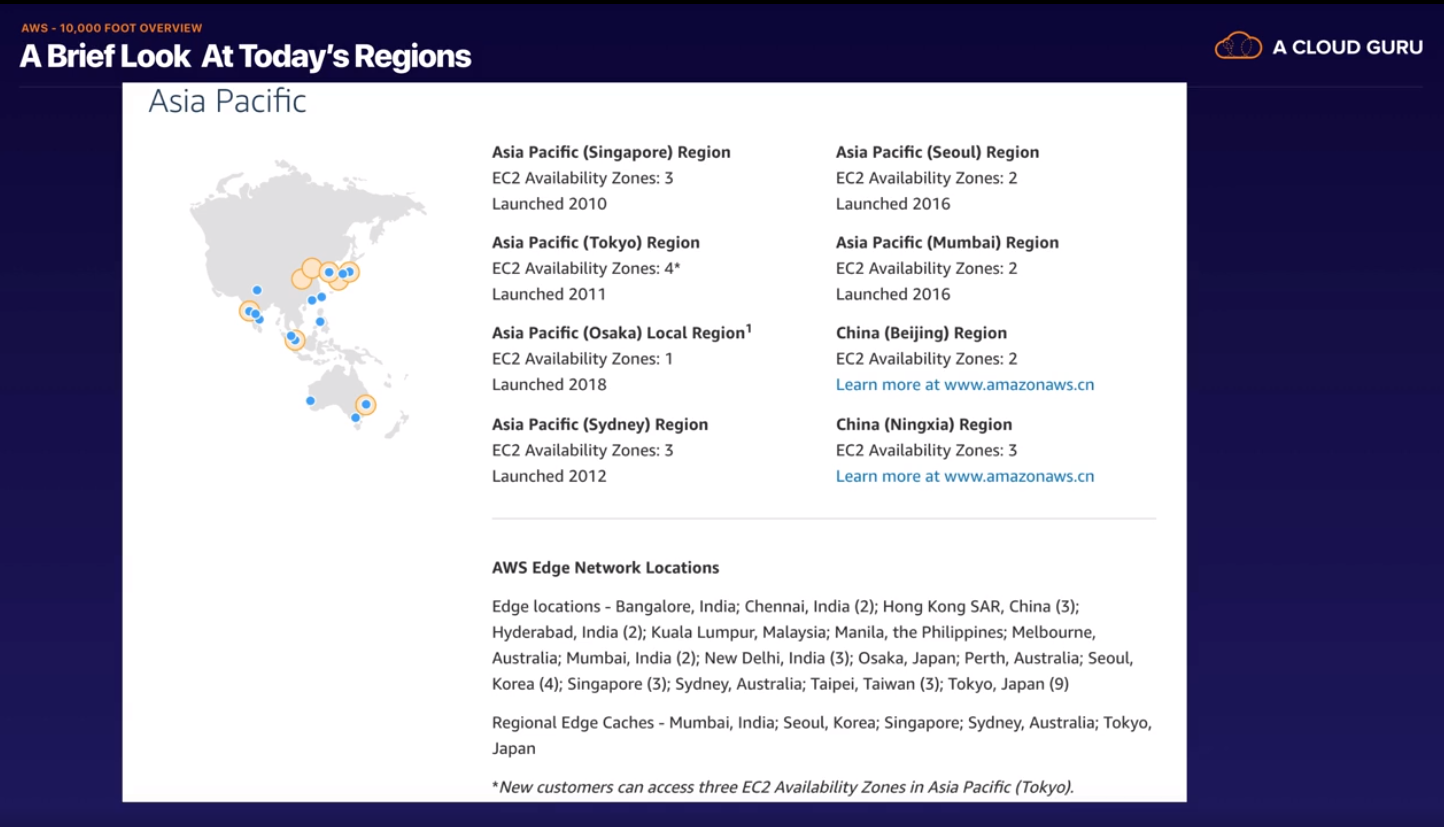 AWS - 10,000 FOOT OVERVIEW
A Brief Look At Today's Regions
A CLOUD GURU
Asia Pacific
Asia Pacific (Singapore) Region
EC2 Availability Zones: 3
Launched 2010
Asia Pacific (Tokyo) Region
EC2 Availability Zones: 4*
Launched 2011
Asia Pacific (Osaka) Local Region1
EC2 Availability Zones: 1
Launched 2018
Asia Pacific (Sydney) Region
EC2 Availability Zones: 3
Launched 2012
Asia Pacific (Seoul) Region
EC2 Availability Zones: 2
Launched 2016
Asia Pacific (Mumbai) Region
EC2 Availability Zones: 2
Launched 2016
China (Beijing) Region
EC2 Availability Zones: 2
Learn more at www.amazonaws.cn
China (Ningxia) Region
EC2 Availability Zones: 3
Learn more at www.amazonaws.cn
AWS Edge Network Locations
Edge locations - Bangalore, India; Chennai, India (2); Hong Kong SAR, China (3);
Hyderabad, India (2); Kuala Lumpur, Malaysia; Manila, the Philippines; Melbourne,
Australia; Mumbai, India (2); New Delhi, India (3); Osaka, Japan; Perth, Australia; Seoul,
Korea (4); Singapore (3); Sydney, Australia; Taipei, Taiwan (3); Tokyo, Japan (9)
Regional Edge Caches - Mumbai, India; Seoul, Korea; Singapore; Sydney, Australia; Tokyo,
Japan
*New customers can access three EC2 Availability Zones in Asia Pacific (Tokyo).